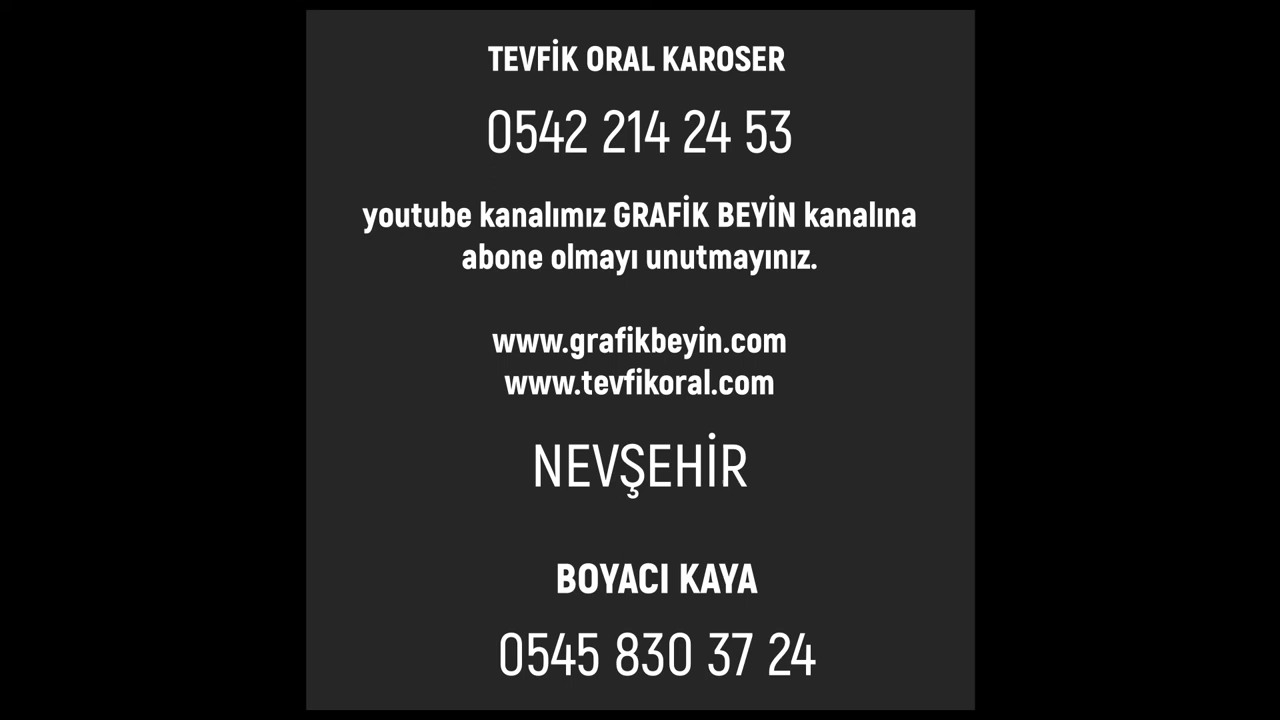 TEVFİK ORAL KAROSER
0542 214 24 53
youtube kanalımız GRAFİK BEYİN kanalına
abone olmayı unutmayınız.
www.grafikbeyin.com
www.tevfikoral.com
NEVŞEHİR
BOYACI KAYA
0545 830 37 24